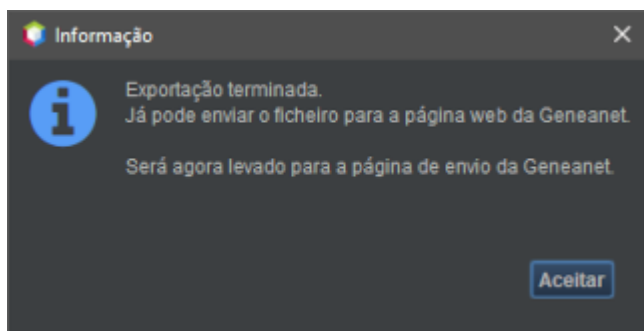 Informação
Exportação terminada.
Já pode enviar o ficheiro para a página web da Geneanet.
Será agora levado para a página de envio da Geneanet.
Aceitar